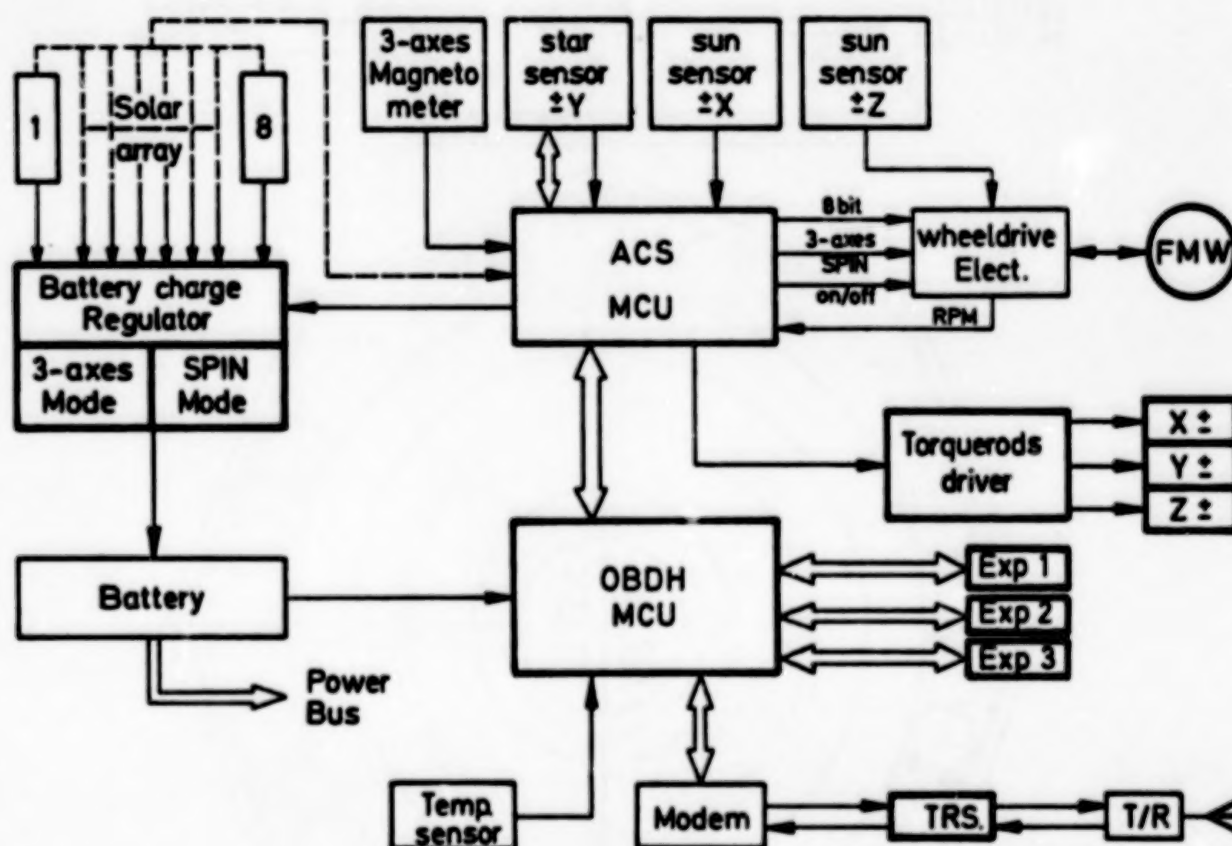 1
Solar
array
8
3-axes
Magneto
meter
star
sensor
±Y
sun
sensor
±X
sun
sensor
±Z
Battery charge
Regulator
3-axes
Mode
SPIN
Mode
ACS
MCU
8bit
3-axes
SPIN
on/off
RPM
wheeldrive
Elect.
FMW
Torquerods
driver
X ±
Y ±
Z ±
Battery
Power
Bus
OBDH
MCU
Exp 1
Exp 2
Exp 3
Temp.
sensor
Modem
TRS.
T/R